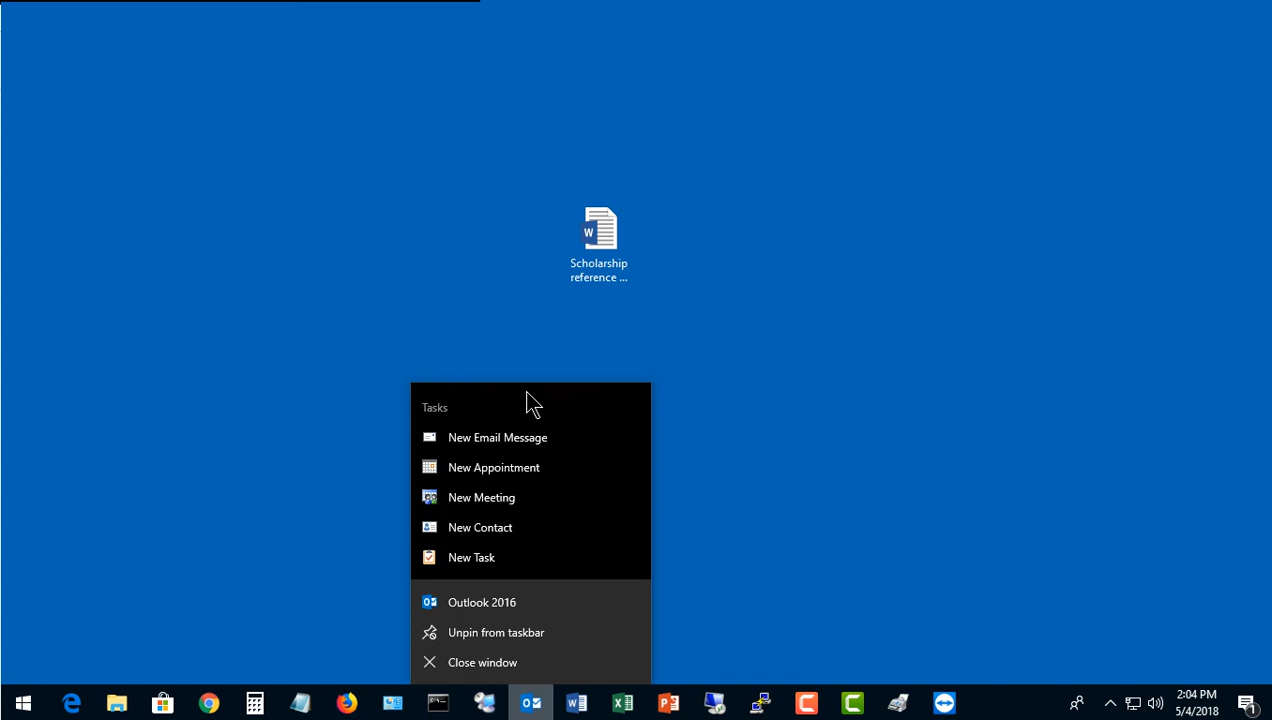 Scholarship
reference ...
Tasks
New Email Message
New Appointment
New Meeting
New Contact
New Task
Outlook 2016
Unpin from taskbar
Close window
2:04 PM
5/4/2018
1